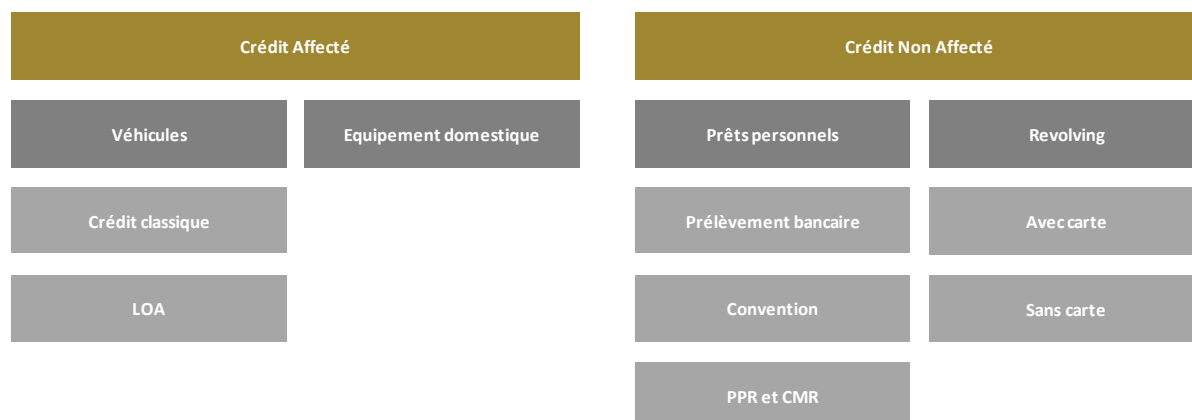 Crédit Affecté
Crédit Non Affecté
Véhicules
Equipement domestique
Prêts personnels
Revolving
Crédit classique
Prélèvement bancaire
Avec carte
LOA
Convention
Sans carte
PPR et CMR